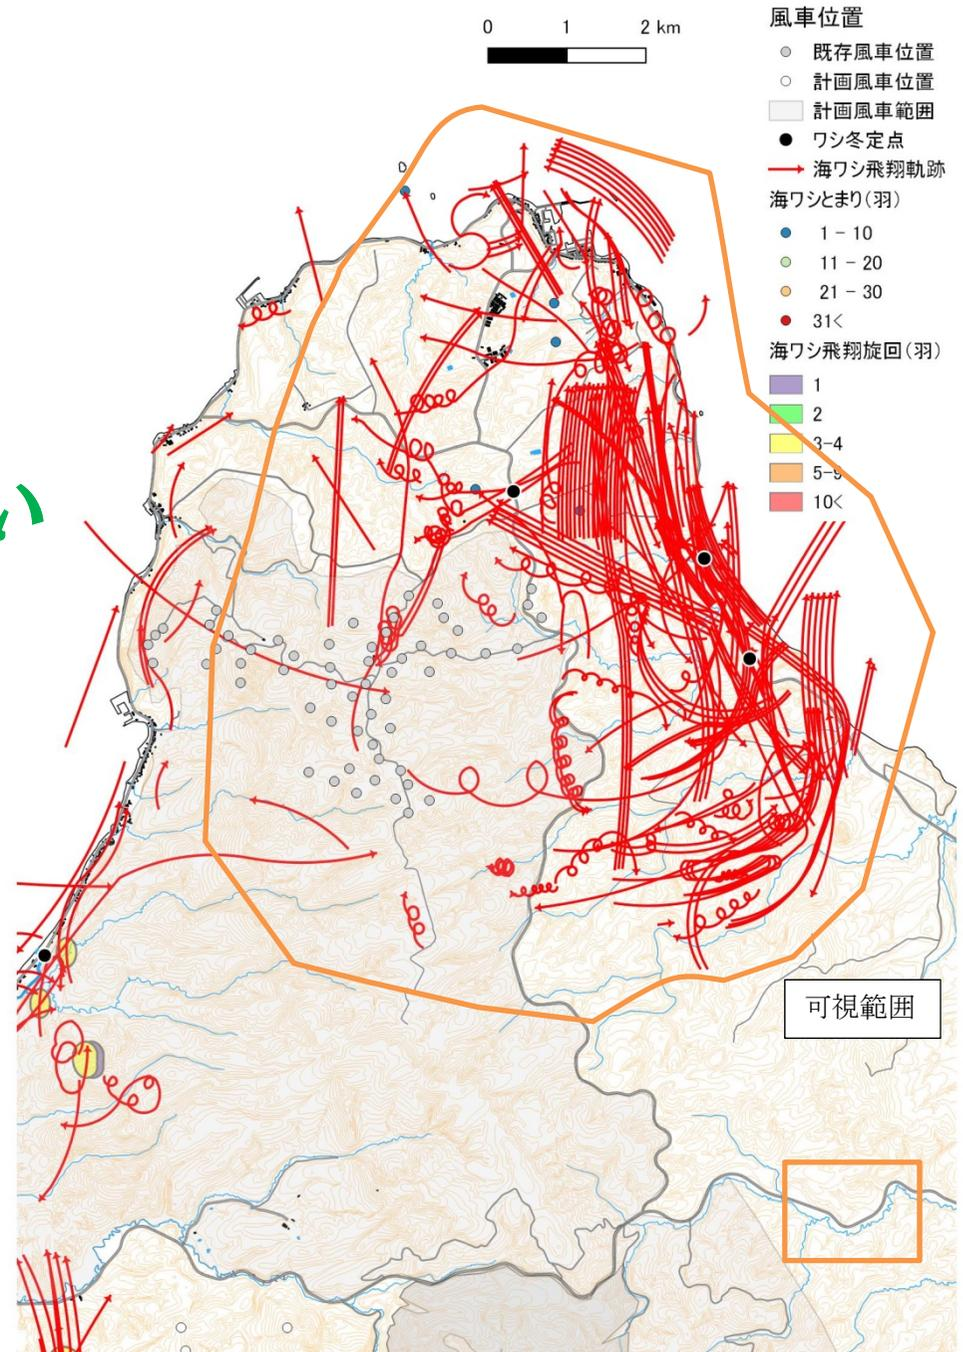 0 1 2 km
風車位置
既存風車位置
計画風車位置
計画風車範囲
ワシ冬定点
海ワシ飛翔軌跡
海ワシとまり(羽)
1 - 10
11 - 20
21 - 30
31<
海ワシ飛翔旋回(羽)
1
2
3-4
5-9
10<
い
可視範囲